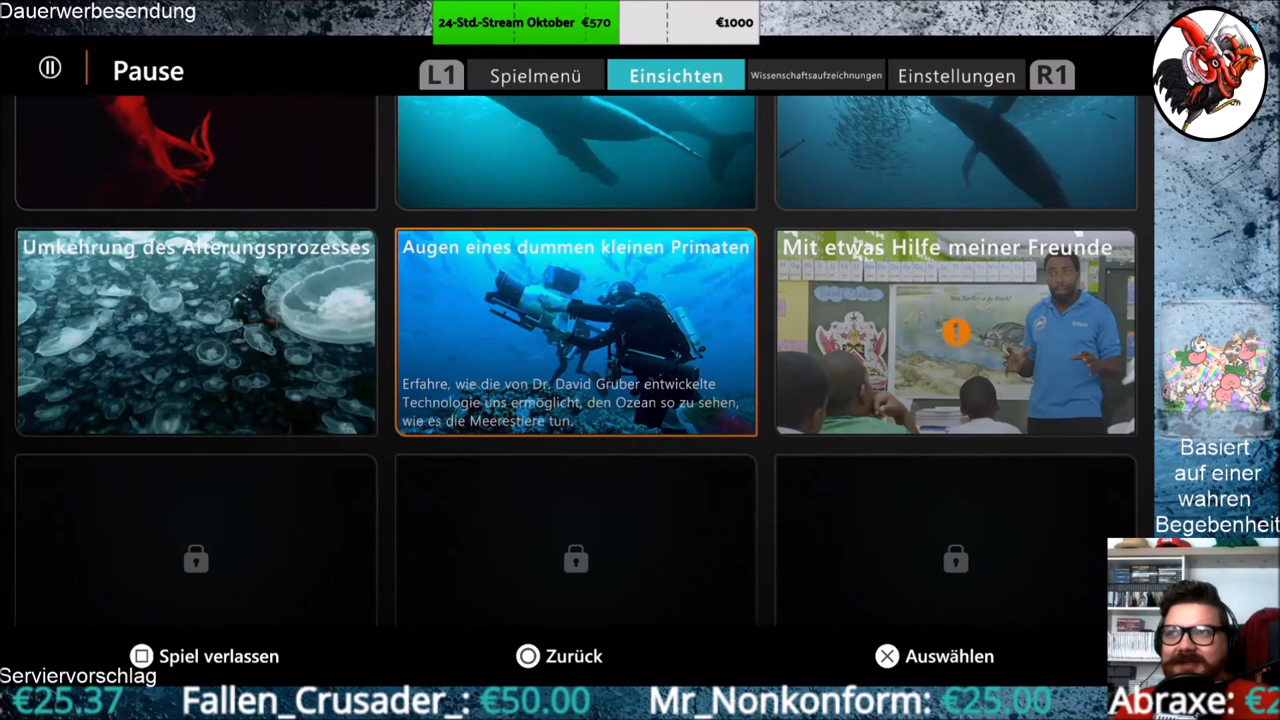 Dauerwerbesendung
24-Std.-Stream Oktober €570 €1000
Pause
L1 Spielmenü Einsichten Wissenschaftsaufzeichnungen Einstellungen R1
Umkehrung des Alterungsprozesses
Augen eines dummen kleinen Primaten
Erfahre, wie die von Dr. David Gruber entwickelte
Technologie uns ermöglicht, den Ozean so zu sehen,
wie es die Meerestiere tun.
Mit etwas Hilfe meiner Freunde
Basiert
auf einer
wahren
Begebenheit
Spiel verlassen Zurück Auswählen
Serviervorschlag
€25.37 Fallen_Crusader_: €50.00 Mr_Nonkonform: €25.00 Abraxe: €2